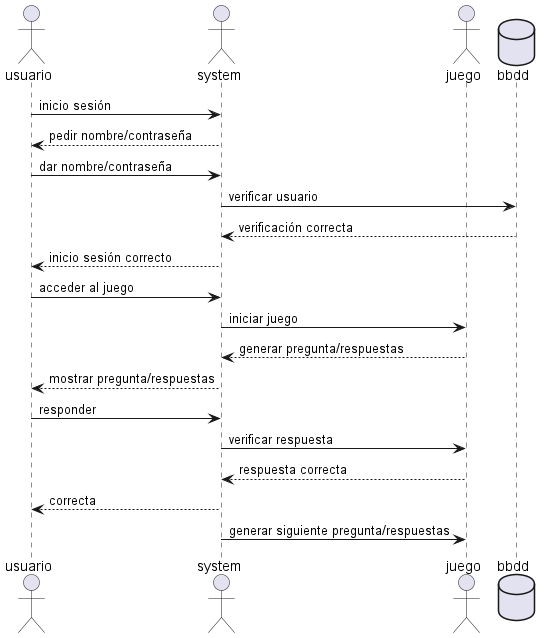 usuario system juego bbdd
inicio sesión
pedir nombre/contraseña
dar nombre/contraseña
verificar usuario
verificación correcta
inicio sesión correcto
acceder al juego
iniciar juego
generar pregunta/respuestas
mostrar pregunta/respuestas
responder
verificar respuesta
respuesta correcta
correcta
generar siguiente pregunta/respuestas
usuario system juego bbdd